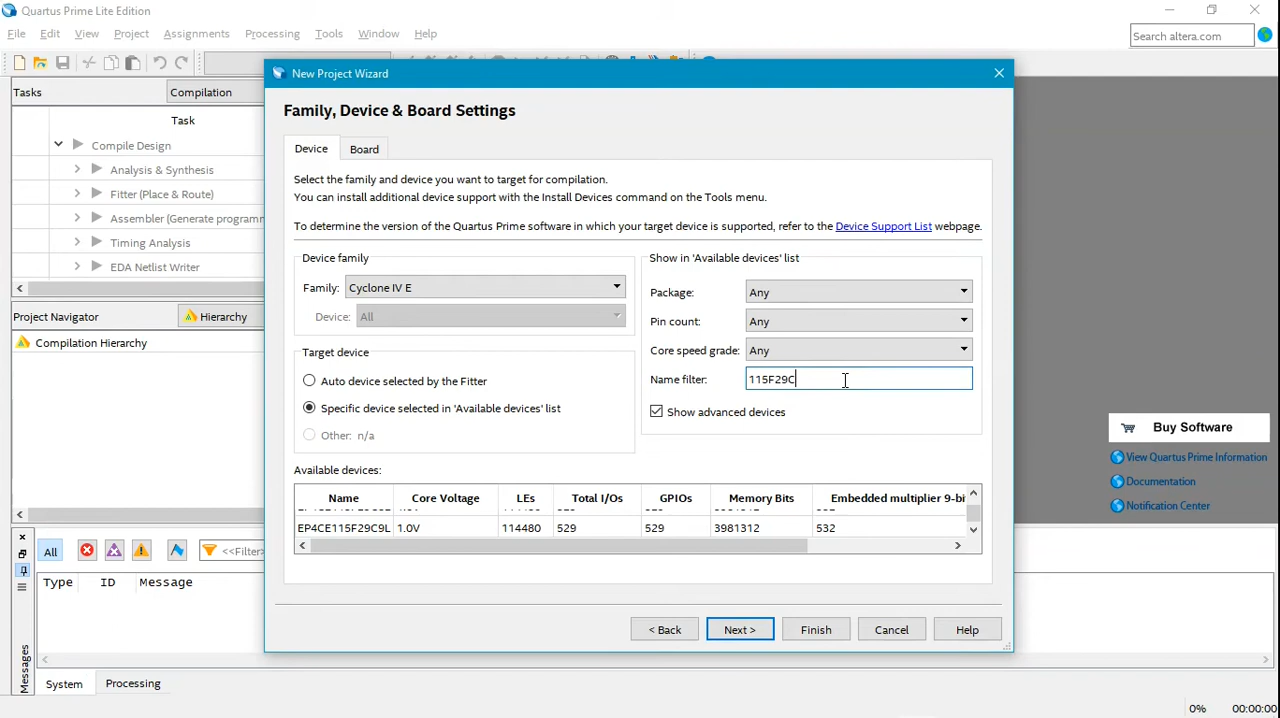 Quartus Prime Lite Edition
File Edit View Project Assignments Processing Tools Window Help
Search altera.com
Tasks Compilation
Task
Compile Design
Analysis & Synthesis
Fitter (Place & Route)
Assembler (Generate programm
Timing Analysis
EDA Netlist Writer
Project Navigator Hierarchy
Compilation Hierarchy
New Project Wizard
Family, Device & Board Settings
Device Board
Select the family and device you want to target for compilation.
You can install additional device support with the Install Devices command on the Tools menu.
To determine the version of the Quartus Prime software in which your target device is supported, refer to the Device Support List webpage.
Device family
Family: Cyclone IV E
Device: All
Target device
Auto device selected by the Fitter
Specific device selected in 'Available devices' list
Other: n/a
Show in 'Available devices' list
Package: Any
Pin count: Any
Core speed grade: Any
Name filter: 115F29C
Show advanced devices
Available devices:
Name Core Voltage LEs Total I/Os GPIOs Memory Bits Embedded multiplier 9-bit
EP4CE115F29C9L 1.0V 114480 529 529 3981312 532
< Back Next > Finish Cancel Help
Buy Software
View Quartus Prime Information
Documentation
Notification Center
All <<Filter>
Type ID Message
Messages
System Processing
0% 00:00:00